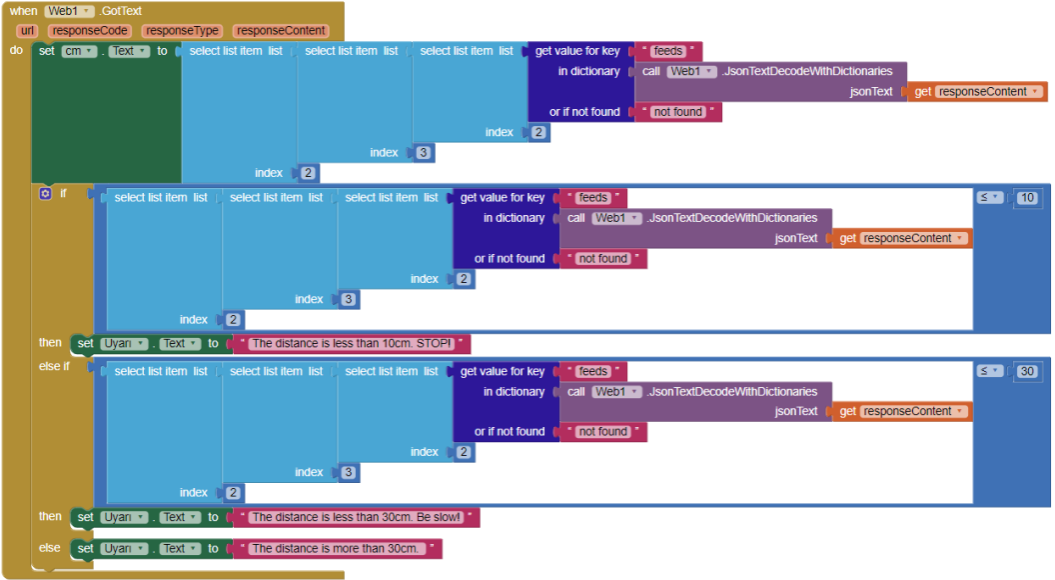 when Web1 .GotText
url responseCode responseType responseContent
do set cm . Text to select list item list select list item list select list item list get value for key " feeds "
in dictionary call Web1 .JsonTextDecodeWithDictionaries
jsonText get responseContent
or if not found " not found "
index 2
index 3
index 2
if select list item list select list item list select list item list get value for key " feeds " ≤ 10
in dictionary call Web1 .JsonTextDecodeWithDictionaries
jsonText get responseContent
or if not found " not found "
index 2
index 3
index 2
then set Uyarı . Text to " The distance is less than 10cm. STOP! "
else if select list item list select list item list select list item list get value for key " feeds " ≤ 30
in dictionary call Web1 .JsonTextDecodeWithDictionaries
jsonText get responseContent
or if not found " not found "
index 2
index 3
index 2
then set Uyarı . Text to " The distance is less than 30cm. Be slow! "
else set Uyarı . Text to " The distance is more than 30cm. "